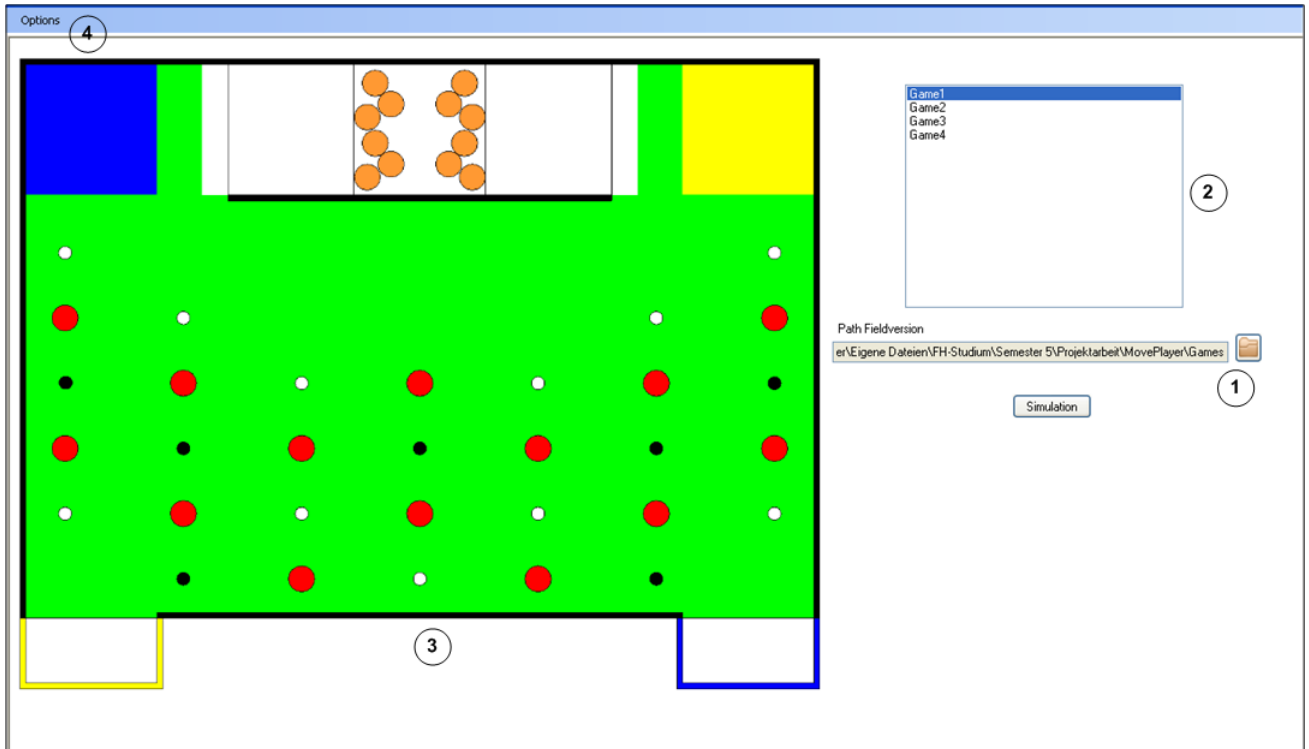 Options
4
Game1
Game2
Game3
Game4
2
Path Fieldversion
er\Eigene Dateien\FH-Studium\Semester 5\Projektarbeit\MovePlayer\Games
1
Simulation
3